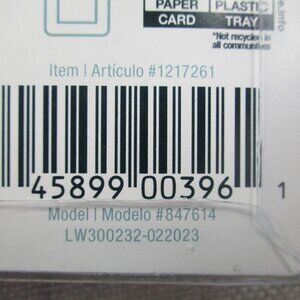 PAPER PLASTIC
CARD TRAY
*Not recycled in
all communities
e.info
Item | Artículo #1217261
45899 00396 1
Model | Modelo #847614
LW300232-022023